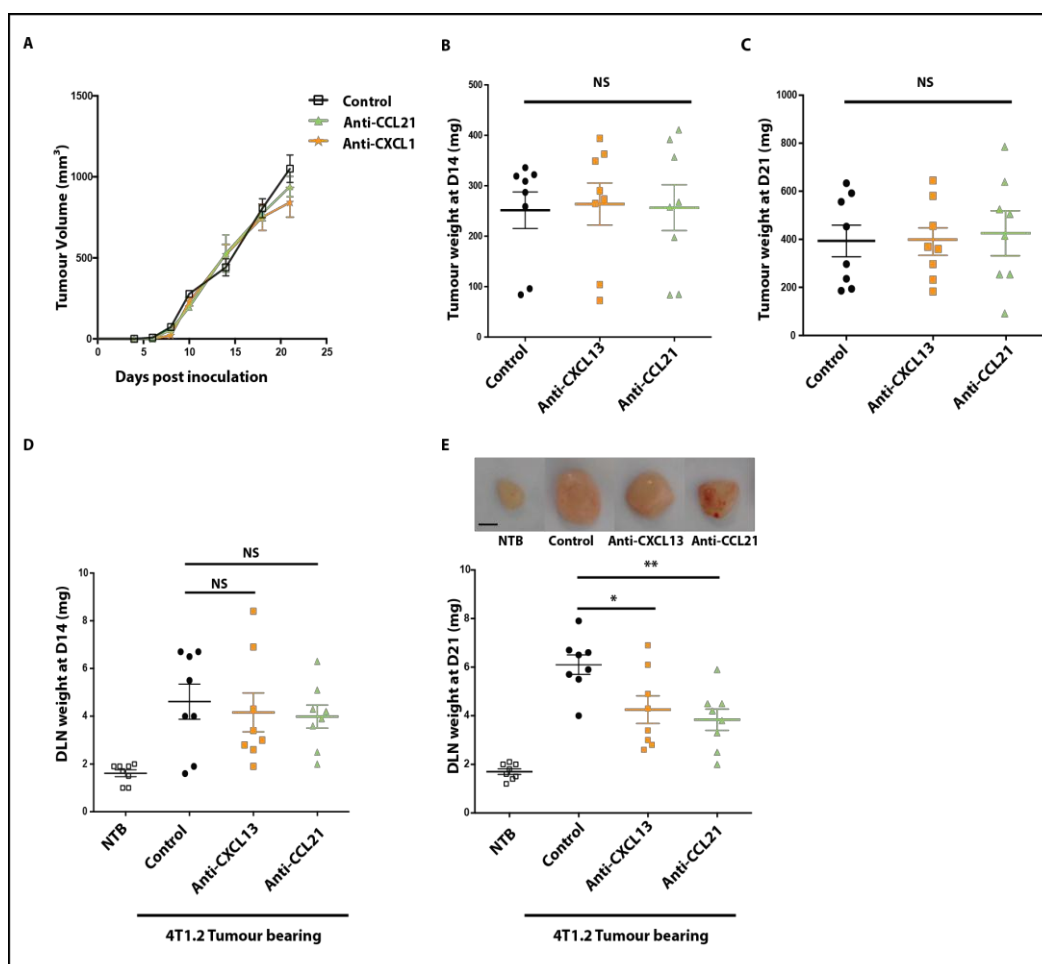 A
Tumour Volume (mm³)
1500
1000
500
0
0 5 10 15 20 25
Days post inoculation
Control
Anti-CCL21
Anti-CXCL1
B
Tumour weight at D14 (mg)
NS
500
400
300
200
100
0
Control
Anti-CXCL13
Anti-CCL21
C
Tumour weight at D21 (mg)
NS
1000
800
600
400
200
0
Control
Anti-CXCL13
Anti-CCL21
D
DLN weight at D14 (mg)
NS
NS
10
8
6
4
2
0
NTB
Control
Anti-CXCL13
Anti-CCL21
4T1.2 Tumour bearing
E
NTB Control Anti-CXCL13 Anti-CCL21
DLN weight at D21 (mg)
**
*
10
8
6
4
2
0
NTB
Control
Anti-CXCL13
Anti-CCL21
4T1.2 Tumour bearing